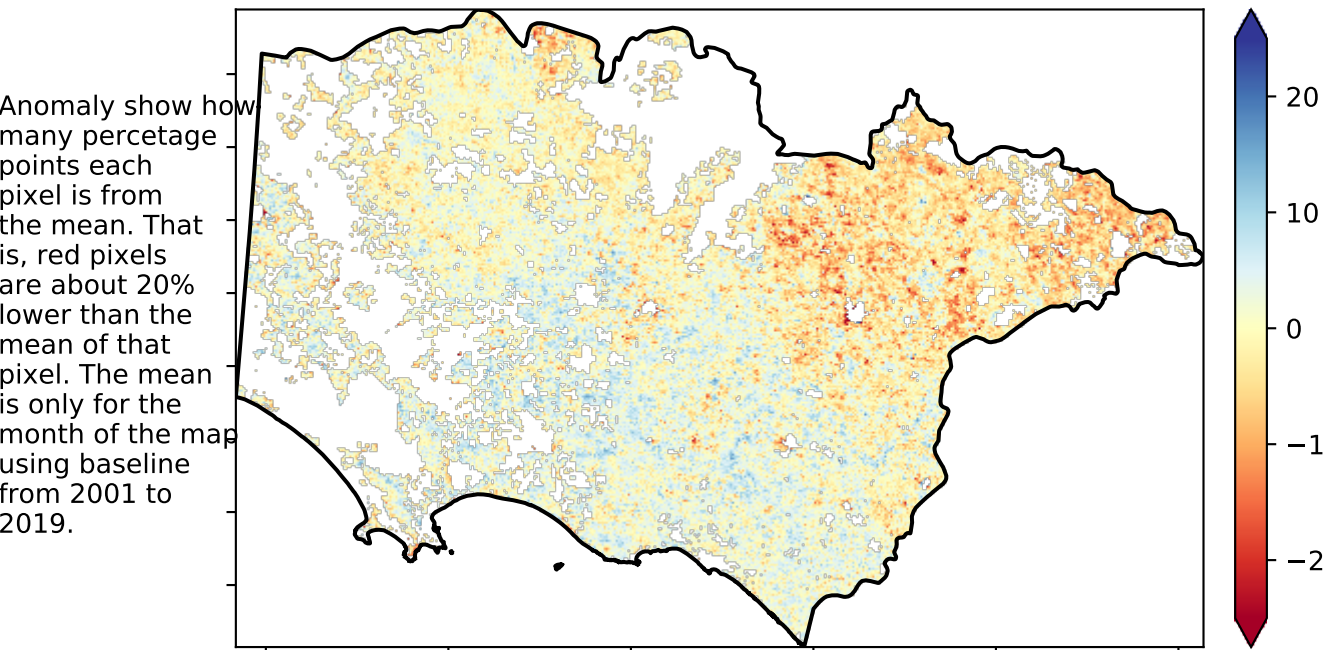 Anomaly show how
many percetage
points each
pixel is from
the mean. That
is, red pixels
are about 20%
lower than the
mean of that
pixel. The mean
is only for the
month of the map
using baseline
from 2001 to
2019.
20
10
0
−1
−2